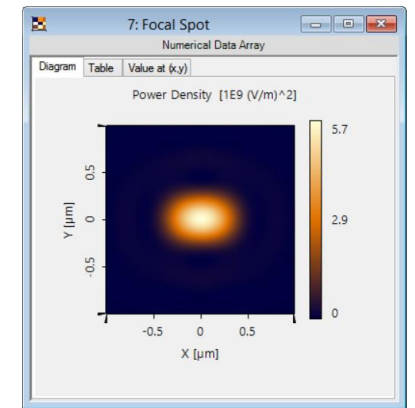 7: Focal Spot
Numerical Data Array
Diagram Table Value at (x,y)
Power Density [1E9 (V/m)^2]
5.7
2.9
0
0.5
0
-0.5
Y [µm]
-0.5 0 0.5
X [µm]